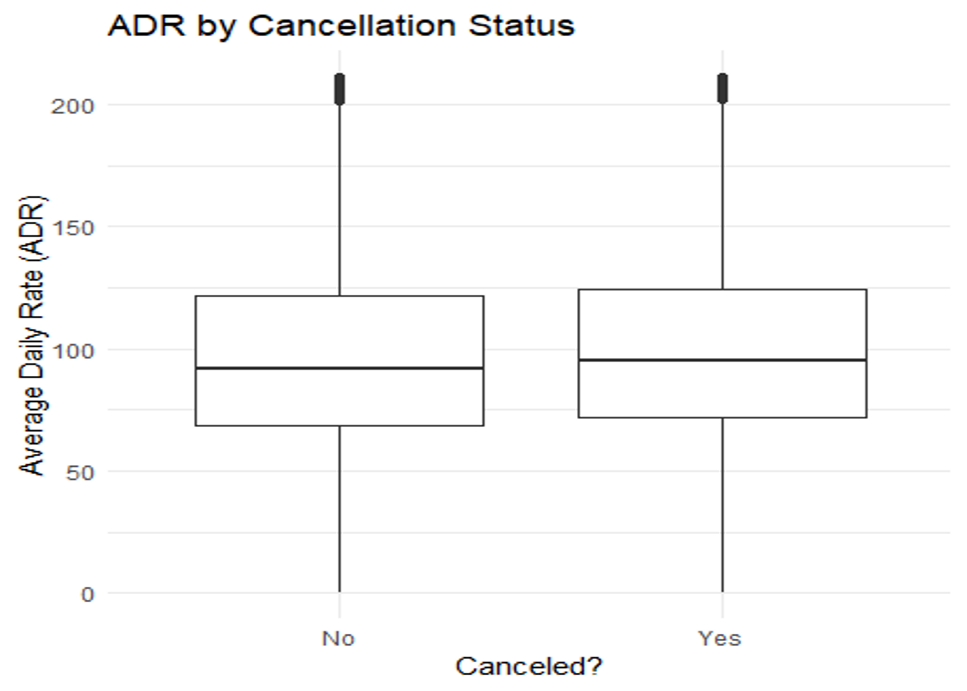 ADR by Cancellation Status
Average Daily Rate (ADR)
200
150
100
50
0
No
Yes
Canceled?